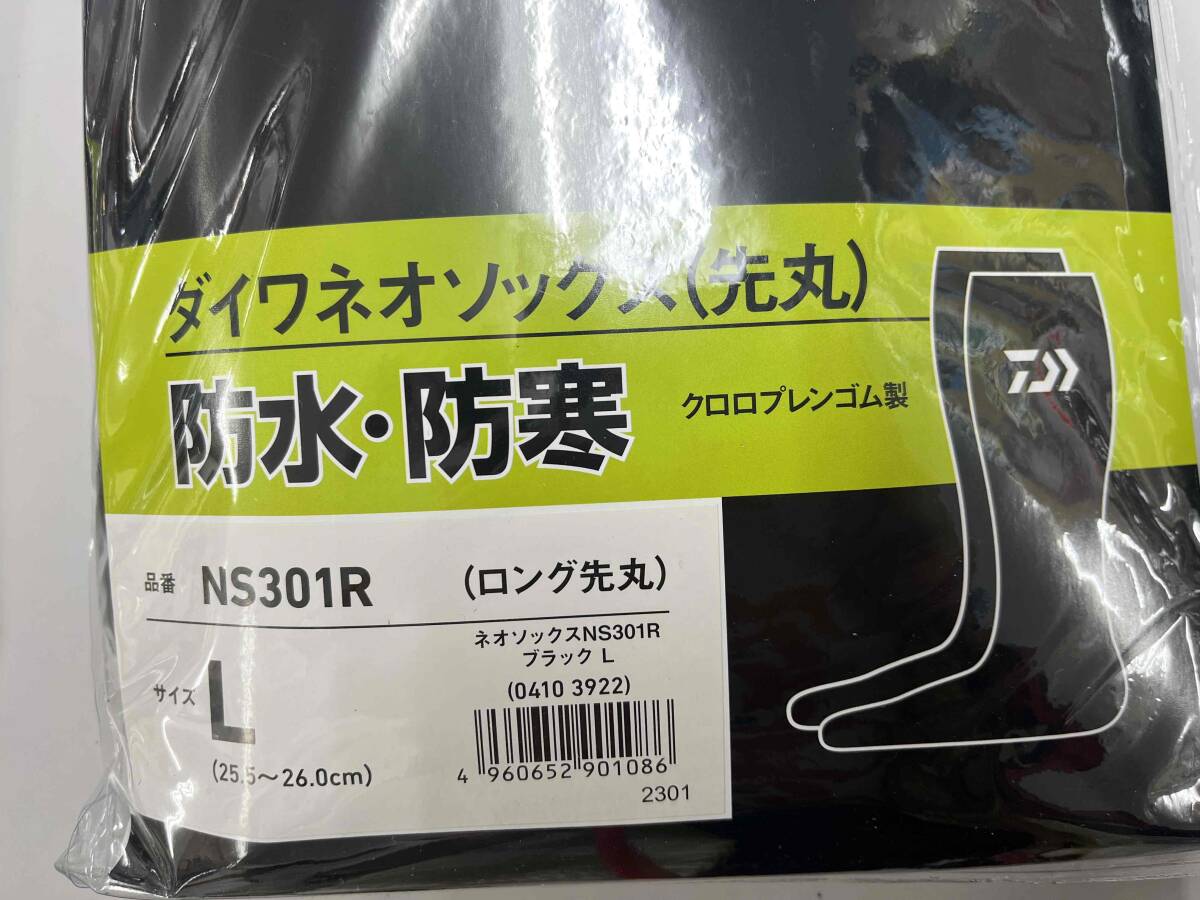 ダイワネオソックス(先丸)
防水・防寒 クロロプレンゴム製
品番 NS301R (ロング先丸)
ネオソックスNS301R
ブラック L
サイズ L
(0410 3922)
(25.5～26.0cm)
4 960652 901086
2301